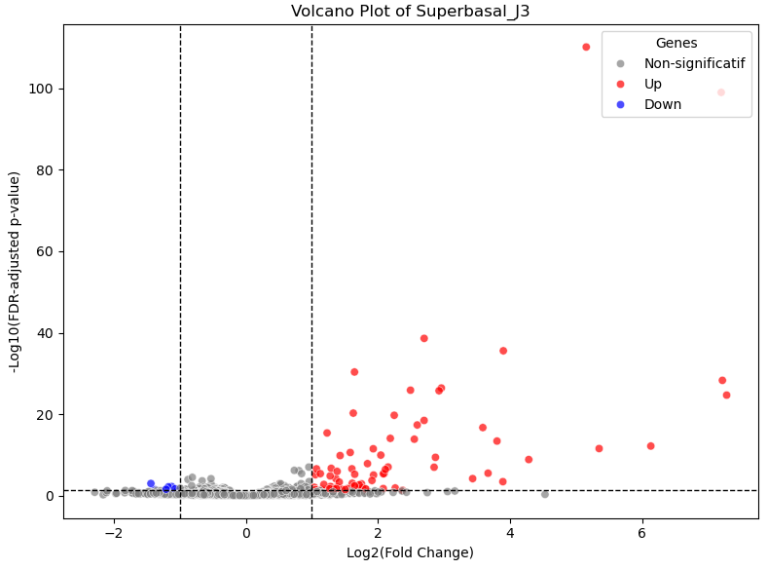 Volcano Plot of Superbasal_J3
Genes
Non-significatif
Up
Down
-Log10(FDR-adjusted p-value)
100
80
60
40
20
0
−2
0
2
4
6
Log2(Fold Change)